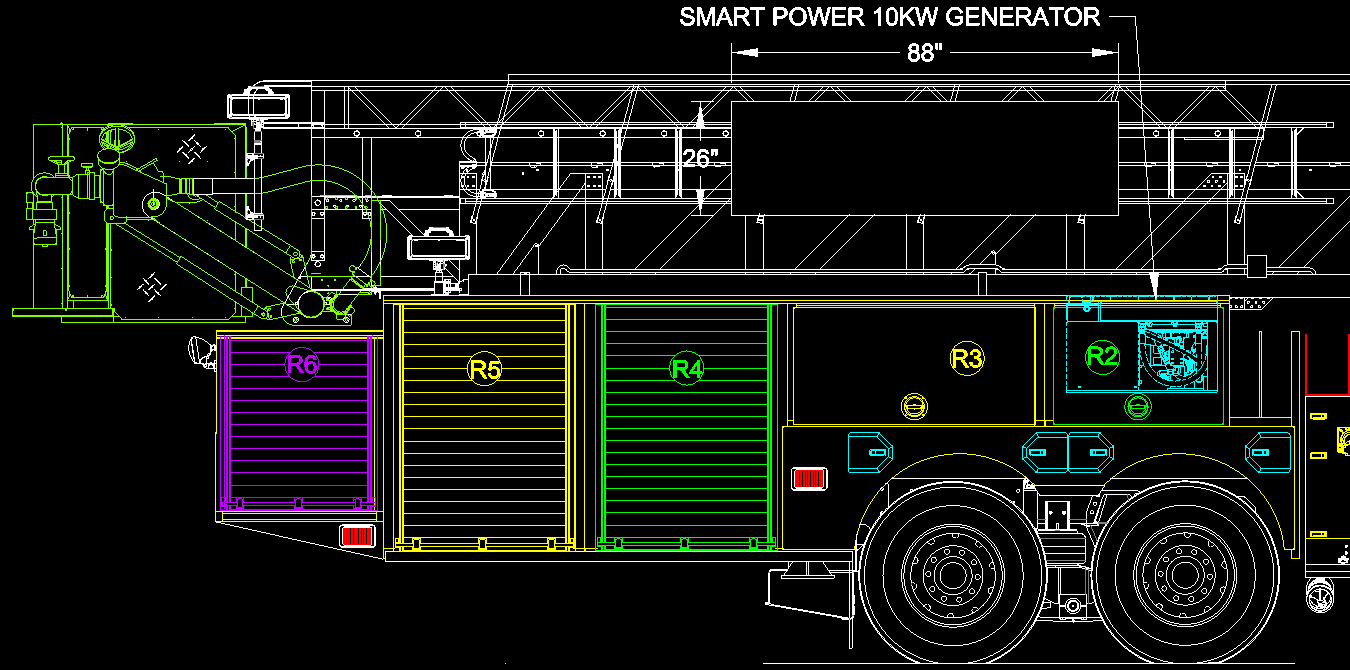 SMART POWER 10KW GENERATOR
88"
26"
R6
R5
R4
R3
R2